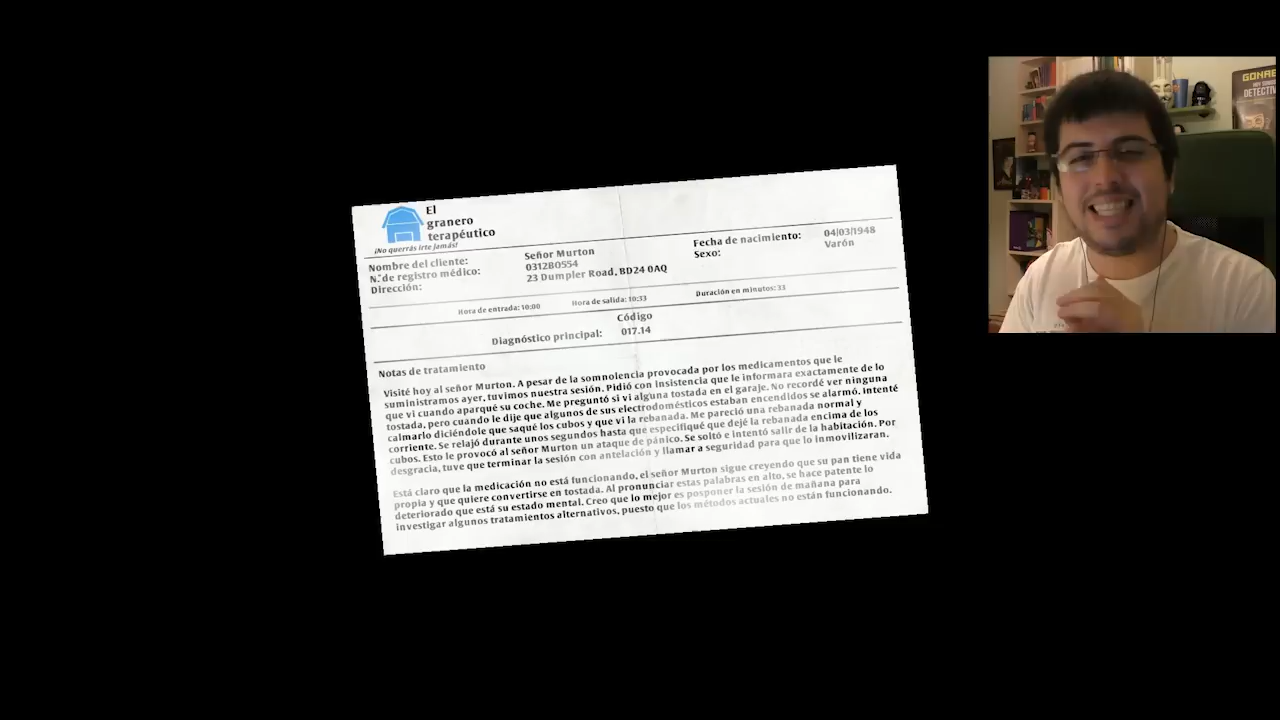 El
granero
terapéutico
¡No querrás irte jamás!
Nombre del cliente: Señor Murton
N.º de registro médico: 0312B0554
Dirección: 23 Dumpler Road, BD24 0AQ
Fecha de nacimiento: 04/03/1948
Sexo: Varón
Hora de entrada: 10:00 Hora de salida: 10:33 Duración en minutos: 33
Código
Diagnóstico principal: 017.14
Notas de tratamiento
Visité hoy al señor Murton. A pesar de la somnolencia provocada por los medicamentos que le
suministramos ayer, tuvimos nuestra sesión. Pidió con insistencia que le informara exactamente de lo
que vi cuando aparqué su coche. Me preguntó si vi alguna tostada en el garaje. No recordé ver ninguna
tostada, pero cuando le dije que algunos de sus electrodomésticos estaban encendidos se alarmó. Intenté
calmarlo diciéndole que saqué los cubos y que vi la rebanada. Me pareció una rebanada normal y
corriente. Se relajó durante unos segundos hasta que especifiqué que dejé la rebanada encima de los
cubos. Esto le provocó al señor Murton un ataque de pánico. Se soltó e intentó salir de la habitación. Por
desgracia, tuve que terminar la sesión con antelación y llamar a seguridad para que lo inmovilizaran.
Está claro que la medicación no está funcionando, el señor Murton sigue creyendo que su pan tiene vida
propia y que quiere convertirse en tostada. Al pronunciar estas palabras en alto, se hace patente lo
deteriorado que está su estado mental. Creo que lo mejor es posponer la sesión de mañana para
investigar algunos tratamientos alternativos, puesto que los métodos actuales no están funcionando.
DETECTIV